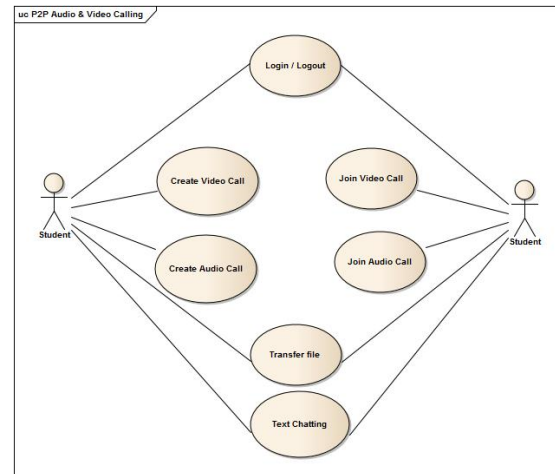 uc P2P Audio & Video Calling
Login / Logout
Create Video Call
Join Video Call
Student
Student
Create Audio Call
Join Audio Call
Transfer file
Text Chatting